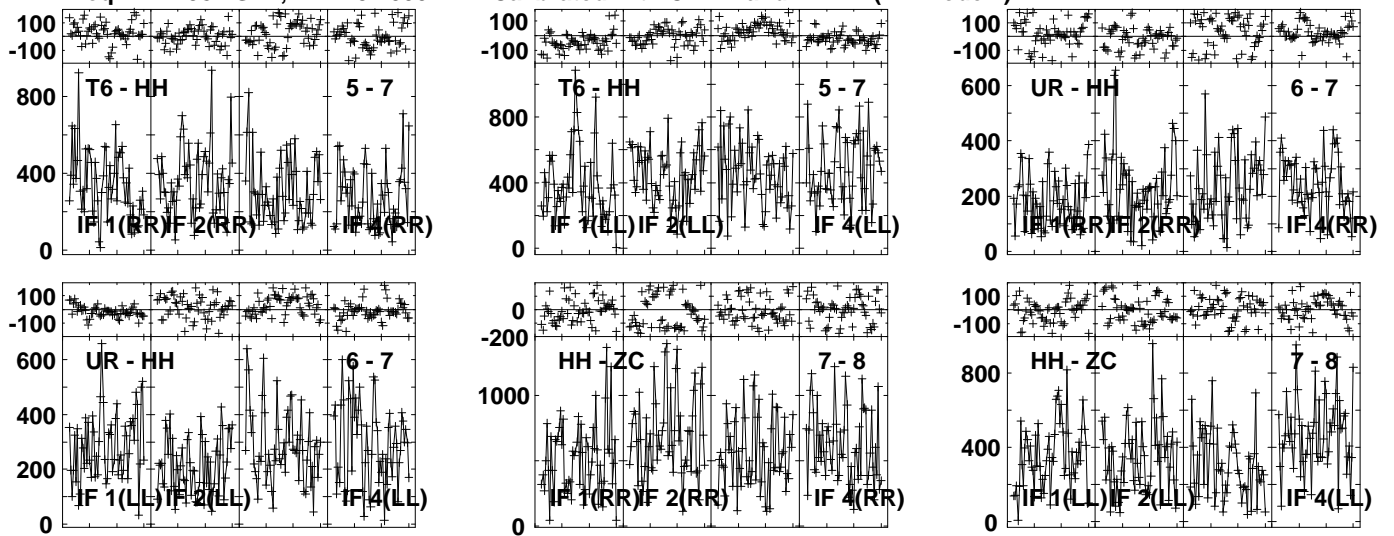 100
-100
T6 - HH 5 - 7
800
400
0
IF 1(RR) IF 2(RR) IF 4(RR)
100
-100
T6 - HH 5 - 7
800
400
0
IF 1(LL) IF 2(LL) IF 4(LL)
100
-100
UR - HH 6 - 7
600
400
200
0
IF 1(RR) IF 2(RR) IF 4(RR)
100
-100
UR - HH 6 - 7
600
400
200
0
IF 1(LL) IF 2(LL) IF 4(LL)
0
-200
HH - ZC 7 - 8
1000
0
IF 1(RR) IF 2(RR) IF 4(RR)
100
-100
HH - ZC 7 - 8
800
400
0
IF 1(LL) IF 2(LL) IF 4(LL)